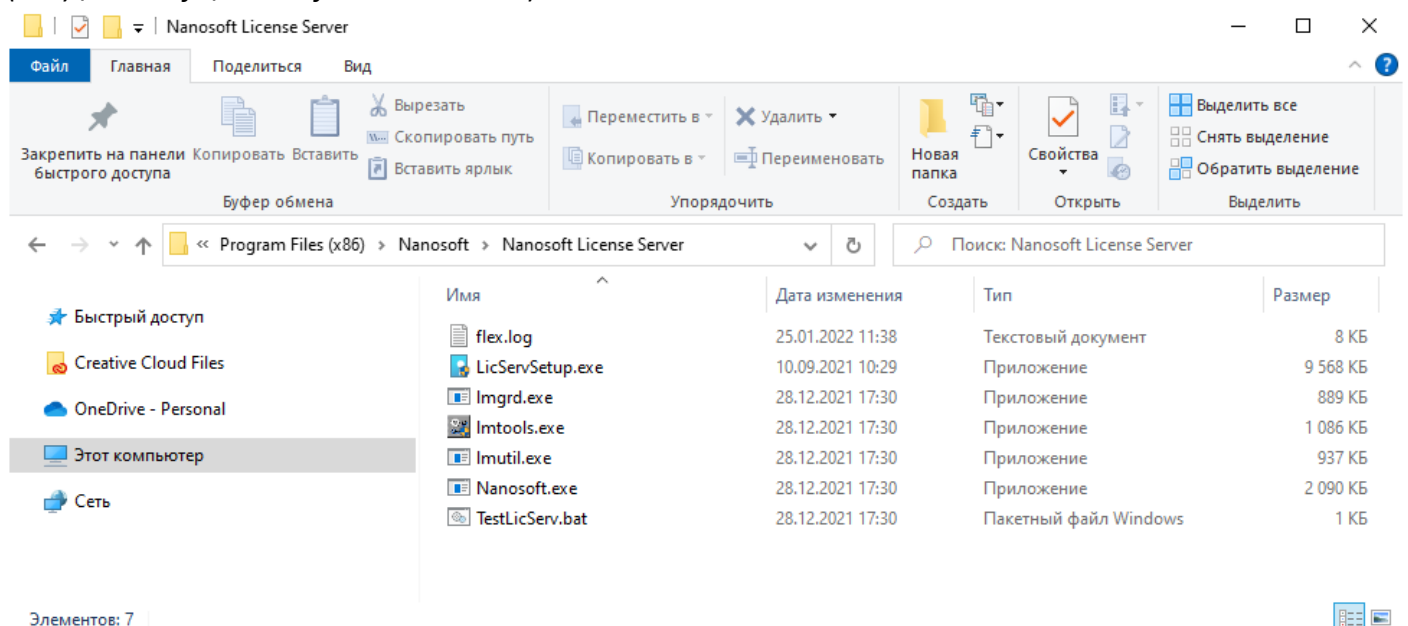 Nanosoft License Server
Файл Главная Поделиться Вид
Закрепить на панели быстрого доступа
Копировать
Вставить
Вырезать
Скопировать путь
Вставить ярлык
Переместить в
Копировать в
Удалить
Переименовать
Новая папка
Свойства
Выделить все
Снять выделение
Обратить выделение
Буфер обмена Упорядочить Создать Открыть Выделить
« Program Files (x86) › Nanosoft › Nanosoft License Server
Поиск: Nanosoft License Server
Быстрый доступ
Creative Cloud Files
OneDrive - Personal
Этот компьютер
Сеть
Имя Дата изменения Тип Размер
flex.log 25.01.2022 11:38 Текстовый документ 8 КБ
LicServSetup.exe 10.09.2021 10:29 Приложение 9 568 КБ
lmgrd.exe 28.12.2021 17:30 Приложение 889 КБ
lmtools.exe 28.12.2021 17:30 Приложение 1 086 КБ
lmutil.exe 28.12.2021 17:30 Приложение 937 КБ
Nanosoft.exe 28.12.2021 17:30 Приложение 2 090 КБ
TestLicServ.bat 28.12.2021 17:30 Пакетный файл Windows 1 КБ
Элементов: 7